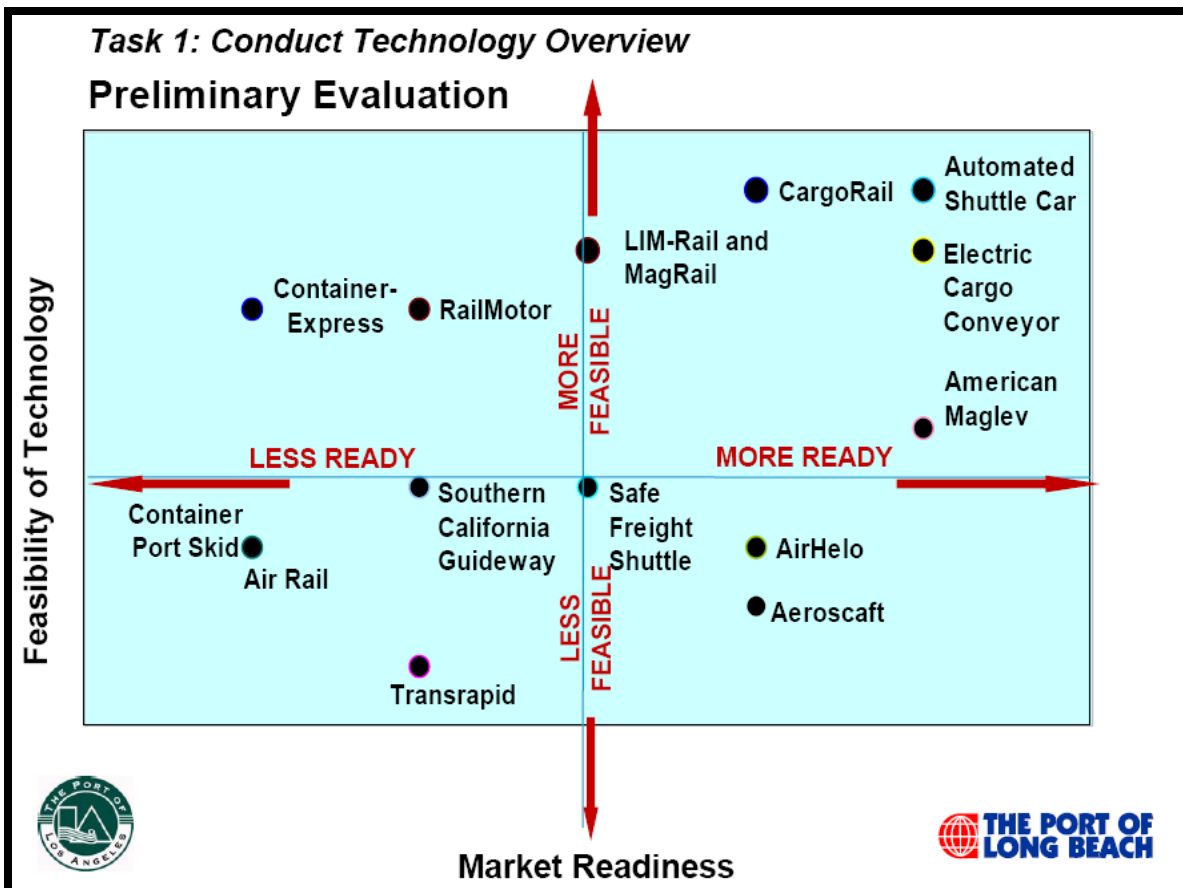 Task 1: Conduct Technology Overview
Preliminary Evaluation
CargoRail
Automated
Shuttle Car
LIM-Rail and
MagRail
Electric
Cargo
Conveyor
Container-
Express
RailMotor
MORE
FEASIBLE
American
Maglev
LESS READY
MORE READY
Feasibility of Technology
Container
Port Skid
Air Rail
Southern
California
Guideway
Safe
Freight
Shuttle
AirHelo
Aeroscaft
LESS
FEASIBLE
Transrapid
Market Readiness
THE PORT OF
LOS ANGELES
LA
THE PORT OF
LONG BEACH